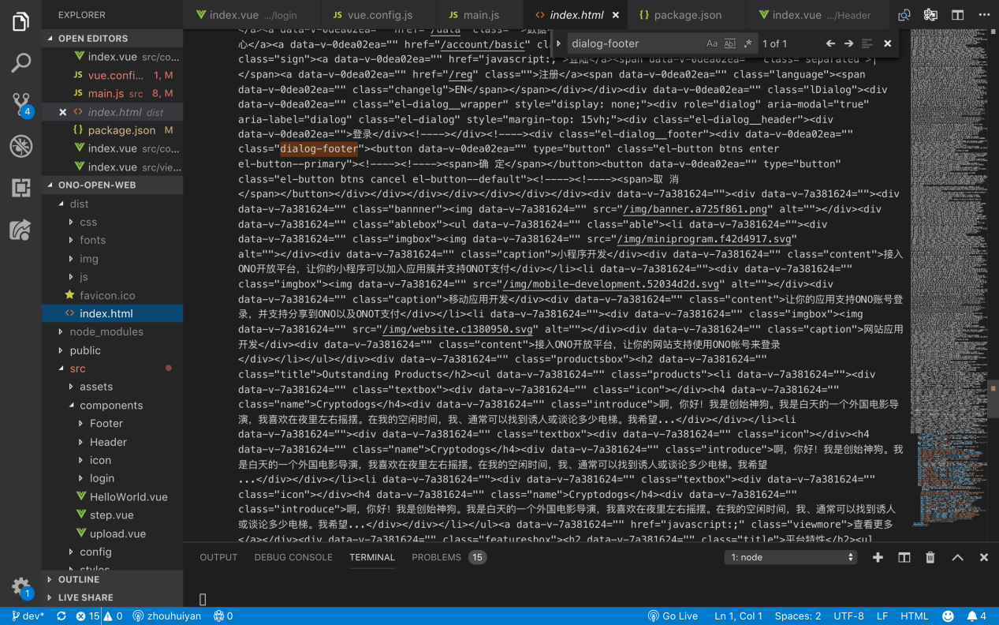 EXPLORER
index.vue .../login
JS vue.config.js
JS main.js
<> index.html
{} package.json
index.vue .../Header
dialog-footer
Aa Abl .* 1 of 1
OPEN EDITORS
index.vue src/co...
JS vue.confi... 1, M
JS main.js src 8, M
<> index.html dist
{} package.json M
index.vue src/co...
index.vue src/vie...
ONO-OPEN-WEB
dist
css
fonts
img
js
favicon.ico
<> index.html
node_modules
public
src
assets
components
Footer
Header
icon
login
HelloWorld.vue
step.vue
upload.vue
config
styles
OUTLINE
LIVE SHARE
心</a><a data-v-0dea02ea="" href="/account/basic"
class="sign"><a data-v-0dea02ea="" href="javascript:;">登陆</a><span data-v-0dea02ea="" class="separated">|
</span><a data-v-0dea02ea="" href="/reg" class="">注册</a><span data-v-0dea02ea="" class="language"><span
data-v-0dea02ea="" class="changelg">EN</span></span></div></div><div data-v-0dea02ea="" class="lDialog"><div
data-v-0dea02ea="" class="el-dialog__wrapper" style="display: none;"><div role="dialog" aria-modal="true"
aria-label="dialog" class="el-dialog" style="margin-top: 15vh;"><div class="el-dialog__header"><div
data-v-0dea02ea="">登录</div><!----></div><!----><div class="el-dialog__footer"><div data-v-0dea02ea=""
class="dialog-footer"><button data-v-0dea02ea="" type="button" class="el-button btns enter
el-button--primary"><!----><!----><span>确 定</span></button><button data-v-0dea02ea="" type="button"
class="el-button btns cancel el-button--default"><!----><!----><span>取 消
</span></button></div></div></div></div></div></div></div><div data-v-7a381624=""><div data-v-7a381624=""><div
data-v-7a381624="" class="bannner"><img data-v-7a381624="" src="/img/banner.a725f861.png" alt=""></div><div
data-v-7a381624="" class="ablebox"><ul data-v-7a381624="" class="able"><li data-v-7a381624=""><div
data-v-7a381624="" class="imgbox"><img data-v-7a381624="" src="/img/miniprogram.f42d4917.svg"
alt=""></div><div data-v-7a381624="" class="caption">小程序开发</div><div data-v-7a381624="" class="content">接入
ONO开放平台，让你的小程序可以加入应用簇并支持ONOT支付</div></li><li data-v-7a381624=""><div data-v-7a381624=""
class="imgbox"><img data-v-7a381624="" src="/img/mobile-development.52034d2d.svg" alt=""></div><div
data-v-7a381624="" class="caption">移动应用开发</div><div data-v-7a381624="" class="content">让你的应用支持ONO账号登
录，并支持分享到ONO以及ONOT支付</div></li><li data-v-7a381624=""><div data-v-7a381624="" class="imgbox"><img
data-v-7a381624="" src="/img/website.c1380950.svg" alt=""></div><div data-v-7a381624="" class="caption">网站应用
开发</div><div data-v-7a381624="" class="content">接入ONO开放平台，让你的网站支持使用ONO帐号来登录
</div></li></ul></div><div data-v-7a381624="" class="productsbox"><h2 data-v-7a381624=""
class="title">Outstanding Products</h2><ul data-v-7a381624="" class="products"><li data-v-7a381624=""><div
data-v-7a381624="" class="textbox"><div data-v-7a381624="" class="icon"></div><h4 data-v-7a381624=""
class="name">Cryptodogs</h4><div data-v-7a381624="" class="introduce">啊，你好！我是创始神狗。我是白天的一个外国电影导
演，我喜欢在夜里左右摇摆。在我的空闲时间，我、通常可以找到诱人或谈论多少电梯。我希望...</div></div></li><li
data-v-7a381624=""><div data-v-7a381624="" class="textbox"><div data-v-7a381624="" class="icon"></div><h4
data-v-7a381624="" class="name">Cryptodogs</h4><div data-v-7a381624="" class="introduce">啊，你好！我是创始神狗。我
是白天的一个外国电影导演，我喜欢在夜里左右摇摆。在我的空闲时间，我、通常可以找到诱人或谈论多少电梯。我希望
...</div></div></li><li data-v-7a381624=""><div data-v-7a381624="" class="textbox"><div data-v-7a381624=""
class="icon"></div><h4 data-v-7a381624="" class="name">Cryptodogs</h4><div data-v-7a381624=""
class="introduce">啊，你好！我是创始神狗。我是白天的一个外国电影导演，我喜欢在夜里左右摇摆。在我的空闲时间，我、通常可以找到诱人
或谈论多少电梯。我希望...</div></div></li></ul><a data-v-7a381624="" href="javascript:;" class="viewmore">查看更多
</a></div><div data-v-7a381624="" class="featuresbox"><h2 data-v-7a381624="" class="title">平台特性</h2><ul
OUTPUT DEBUG CONSOLE TERMINAL PROBLEMS 15
1: node
4
1
dev* 15 0 zhouhuiyan 0
Go Live Ln 1, Col 1 Spaces: 2 UTF-8 LF HTML 4